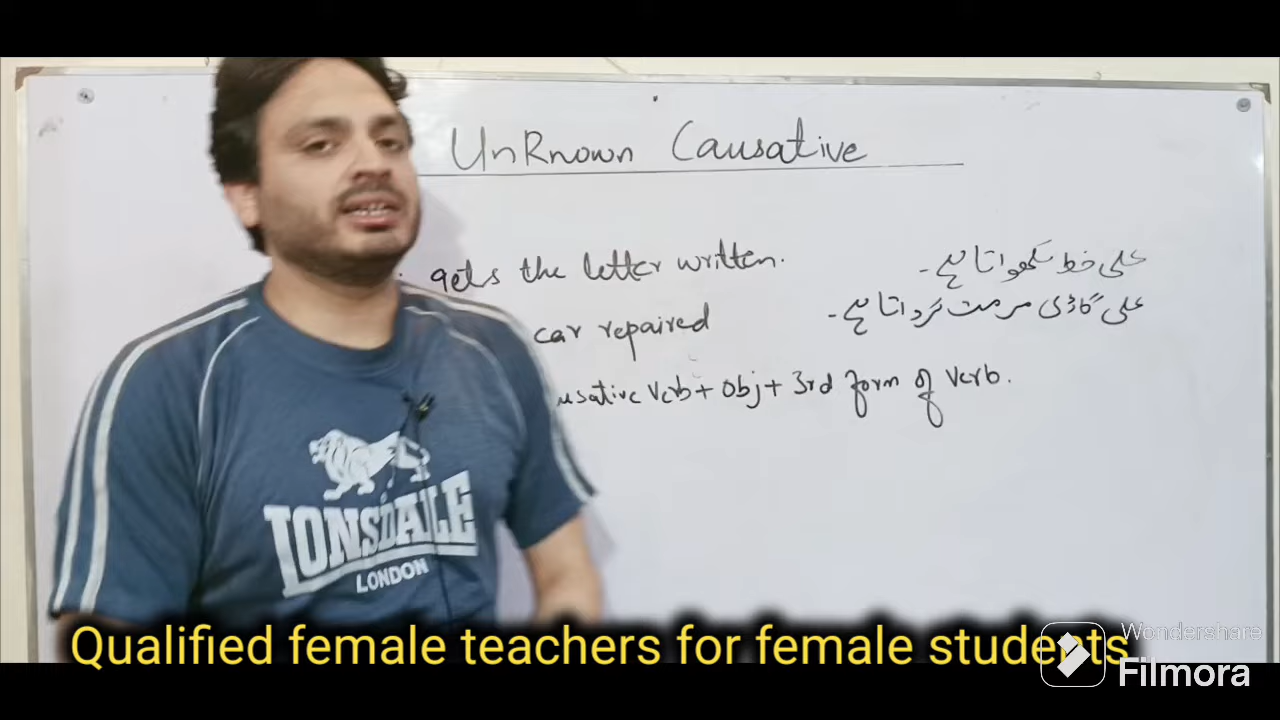 UnKnown Causative
gets the letter written.
علی خط لکھواتا ہے -
car repaired
علی گاڑی مرمت کرواتا ہے -
usative Verb + Obj + 3rd form of Verb.
LONSDALE
LONDON
Qualified female teachers for female students
Wondershare
Filmora